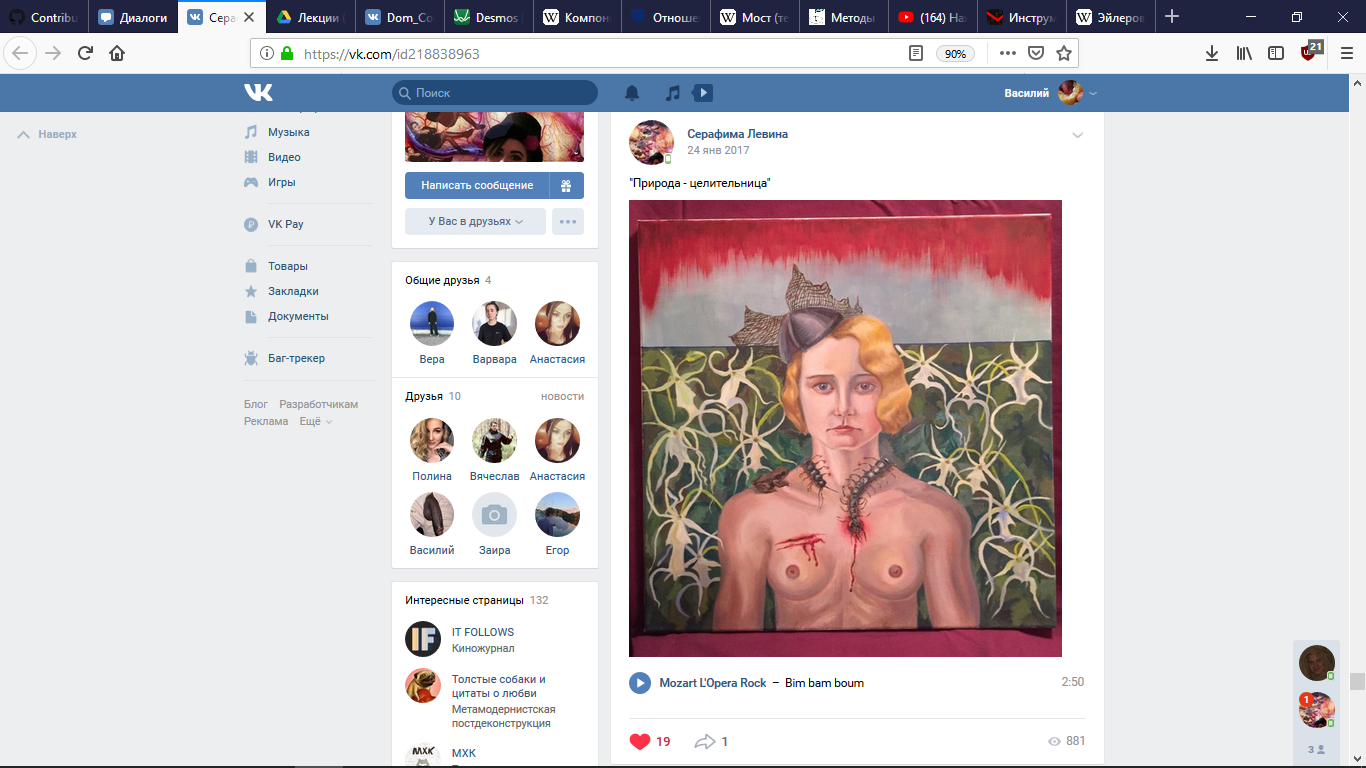 Contribu
Диалоги
Сера
Лекции (
Dom_Co
Desmos
Компон
Отноше
Мост (те
Методы
(164) На
Инструм
Эйлеров
https://vk.com/id218838963
90%
21
Поиск
Василий
Наверх
Музыка
Видео
Игры
VK Pay
Товары
Закладки
Документы
Баг-трекер
Блог Разработчикам
Реклама Ещё
Написать сообщение
У Вас в друзьях
Общие друзья 4
Вера Варвара Анастасия
Друзья 10 новости
Полина Вячеслав Анастасия
Василий Заира Егор
Интересные страницы 132
IF
IT FOLLOWS
Киножурнал
Толстые собаки и
цитаты о любви
Метамодернистская
постдеконструкция
МХК
МХК
Серафима Левина
24 янв 2017
"Природа - целительница"
Mozart L'Opera Rock – Bim bam boum 2:50
19 1 881
1
3